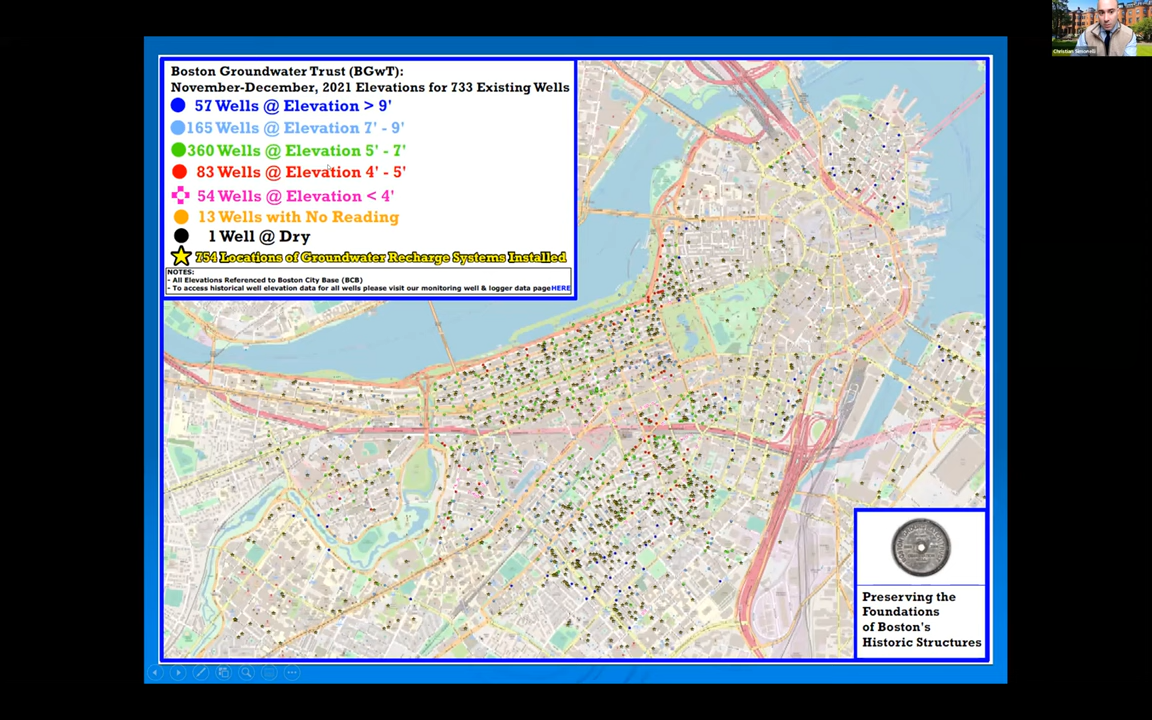 Boston Groundwater Trust (BGwT):
November-December, 2021 Elevations for 733 Existing Wells
57 Wells @ Elevation > 9'
165 Wells @ Elevation 7' - 9'
360 Wells @ Elevation 5' - 7'
83 Wells @ Elevation 4' - 5'
54 Wells @ Elevation < 4'
13 Wells with No Reading
1 Well @ Dry
754 Locations of Groundwater Recharge Systems Installed
NOTES:
- All Elevations Referenced to Boston City Base (BCB)
- To access historical well elevation data for all wells please visit our monitoring well & logger data page HERE
Preserving the
Foundations
of Boston's
Historic Structures
Christian Simonelli